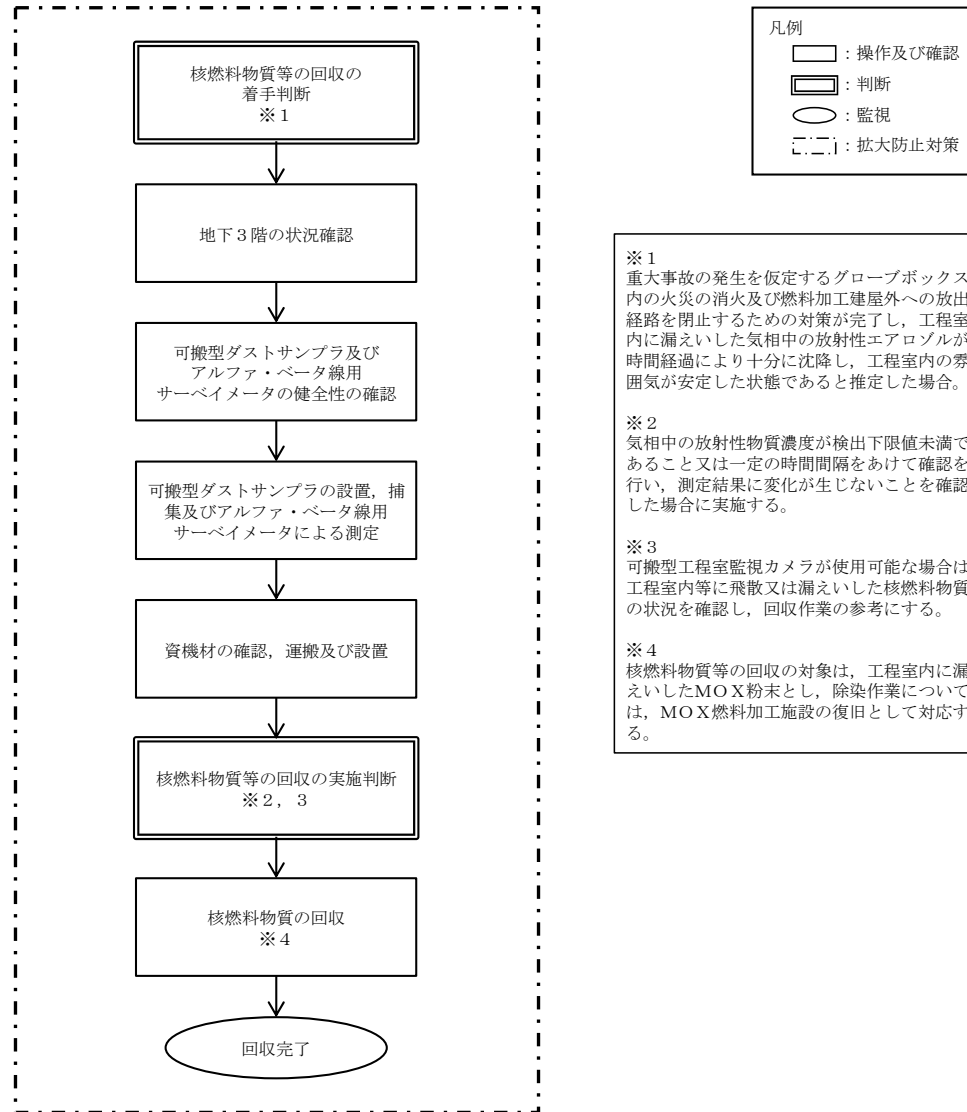 核燃料物質等の回収の
着手判断
※１
地下３階の状況確認
可搬型ダストサンプラ及び
アルファ・ベータ線用
サーベイメータの健全性の確認
可搬型ダストサンプラの設置，捕
集及びアルファ・ベータ線用
サーベイメータによる測定
資機材の確認，運搬及び設置
核燃料物質等の回収の実施判断
※２，３
核燃料物質の回収
※４
回収完了
凡例
：操作及び確認
：判断
：監視
：拡大防止対策
※１
重大事故の発生を仮定するグローブボックス
内の火災の消火及び燃料加工建屋外への放出
経路を閉止するための対策が完了し，工程室
内に漏えいした気相中の放射性エアロゾルが
時間経過により十分に沈降し，工程室内の雰
囲気が安定した状態であると推定した場合。
※２
気相中の放射性物質濃度が検出下限値未満で
あること又は一定の時間間隔をあけて確認を
行い，測定結果に変化が生じないことを確認
した場合に実施する。
※３
可搬型工程室監視カメラが使用可能な場合は
工程室内等に飛散又は漏えいした核燃料物質
の状況を確認し，回収作業の参考にする。
※４
核燃料物質等の回収の対象は，工程室内に漏
えいしたＭＯＸ粉末とし，除染作業について
は，ＭＯＸ燃料加工施設の復旧として対応す
る。